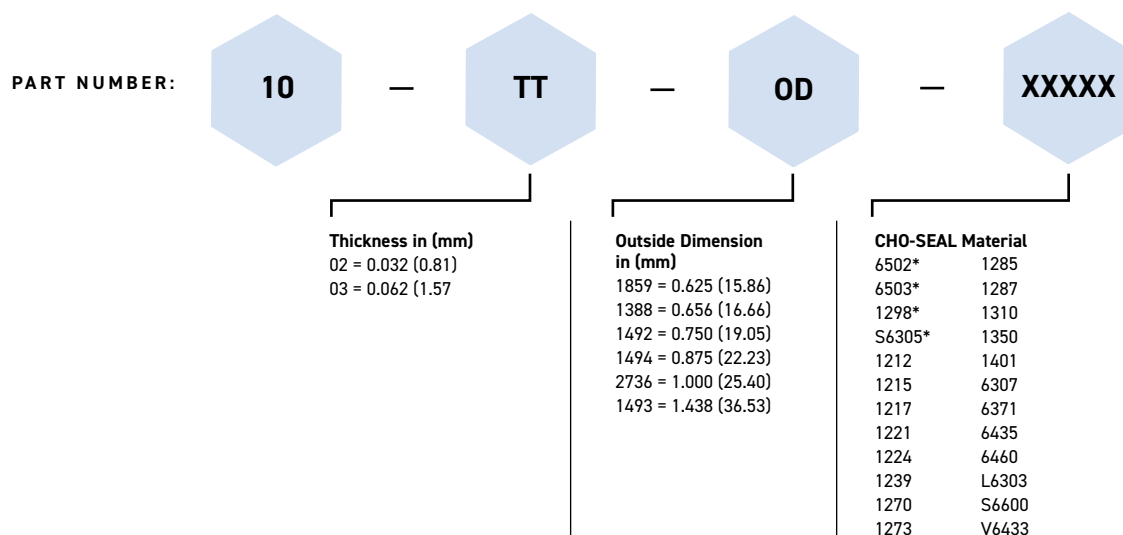 PART NUMBER: 10 — TT — OD — XXXXX
Thickness in (mm)
02 = 0.032 (0.81)
03 = 0.062 (1.57
Outside Dimension
in (mm)
1859 = 0.625 (15.86)
1388 = 0.656 (16.66)
1492 = 0.750 (19.05)
1494 = 0.875 (22.23)
2736 = 1.000 (25.40)
1493 = 1.438 (36.53)
CHO-SEAL Material
6502* 1285
6503* 1287
1298* 1310
S6305* 1350
1212 1401
1215 6307
1217 6371
1221 6435
1224 6460
1239 L6303
1270 S6600
1273 V6433